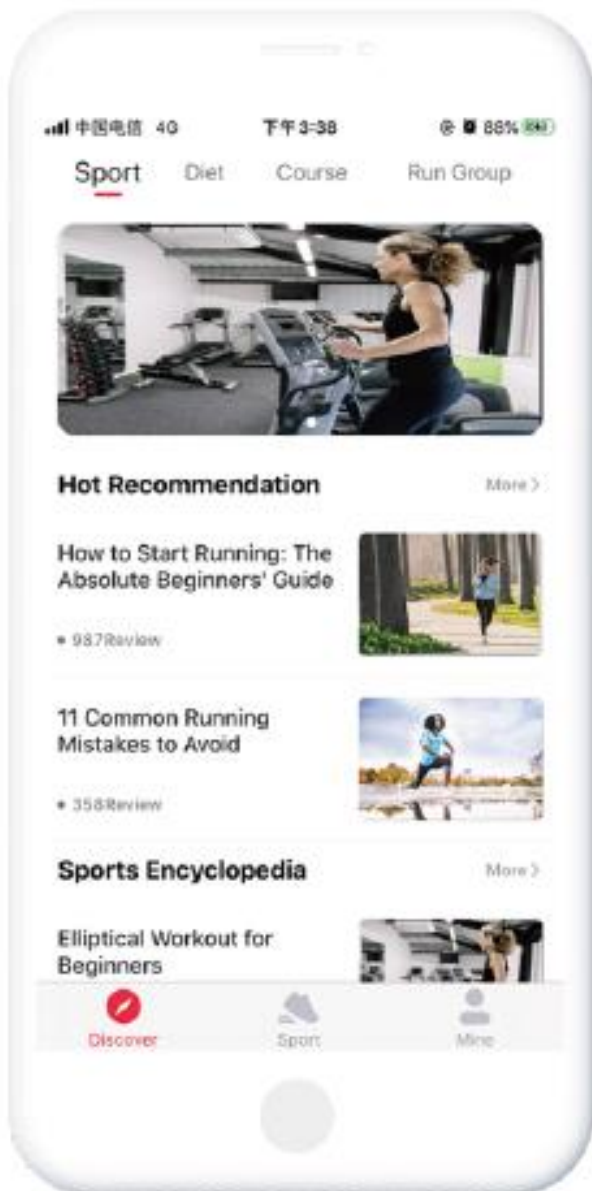 中国电信 4G 下午3:38 88%
Sport Diet Course Run Group
Hot Recommendation More >
How to Start Running: The
Absolute Beginners' Guide
• 987Review
11 Common Running
Mistakes to Avoid
• 358Review
Sports Encyclopedia More >
Elliptical Workout for
Beginners
Discover Sport Mine